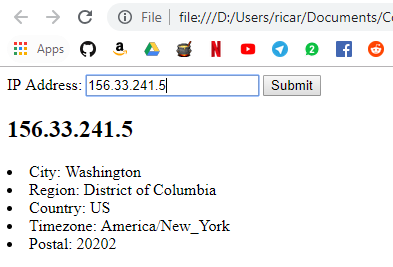 File file:///D:/Users/ricar/Documents/Co
Apps
IP Address: 156.33.241.5 Submit
156.33.241.5
• City: Washington
• Region: District of Columbia
• Country: US
• Timezone: America/New_York
• Postal: 20202